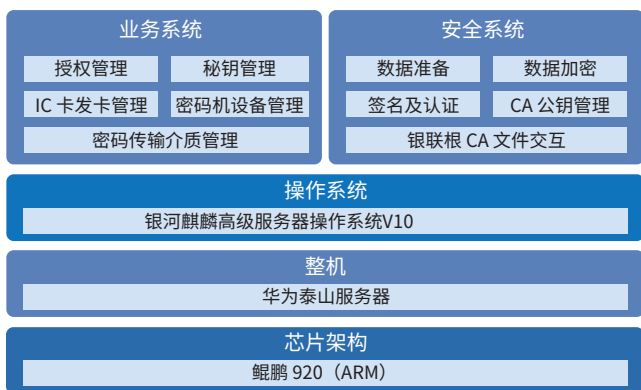 业务系统
授权管理
秘钥管理
IC 卡发卡管理
密码机设备管理
密码传输介质管理
安全系统
数据准备
数据加密
签名及认证
CA 公钥管理
银联根 CA 文件交互
操作系统
银河麒麟高级服务器操作系统V10
整机
华为泰山服务器
芯片架构
鲲鹏 920（ARM）